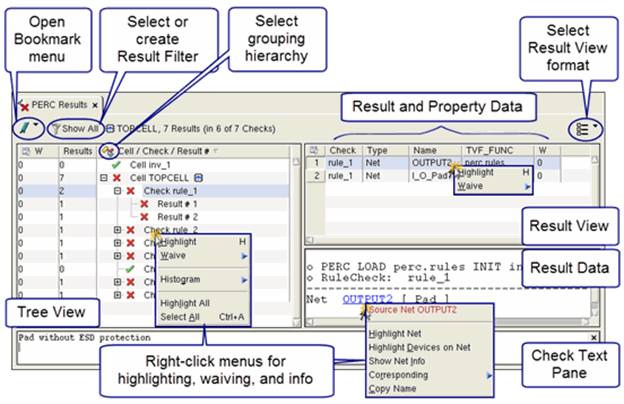 Open
Bookmark
menu
Select or
create
Result Filter
Select
grouping
hierarchy
Select
Result View
format
PERC Results ×
Show All TOPCELL, 7 Results (in 6 of 7 Checks)
Result and Property Data
W Results Cell / Check / Result #
0 0 Cell inv_1
0 7 Cell TOPCELL
0 2 Check rule_1
0 1 Result # 1
0 1 Result # 2
0 1 Check rule_2
0 1
0 1
0 0
0 1
0 1
Highlight H
Waive
Histogram
Highlight All
Select All Ctrl+A
Check Type Name TVF_FUNC W
1 rule_1 Net OUTPUT2 perc.rules 0
2 rule_1 Net I_O_Pad
Highlight H
Waive
Result View
Result Data
PERC LOAD perc.rules INIT in
RuleCheck: rule_1
Net OUTPUT2 [ Pad ]
Source Net OUTPUT2
Highlight Net
Highlight Devices on Net
Show Net Info
Corresponding
Copy Name
Tree View
Pad without ESD protection
Right-click menus for
highlighting, waiving, and info
Check Text
Pane